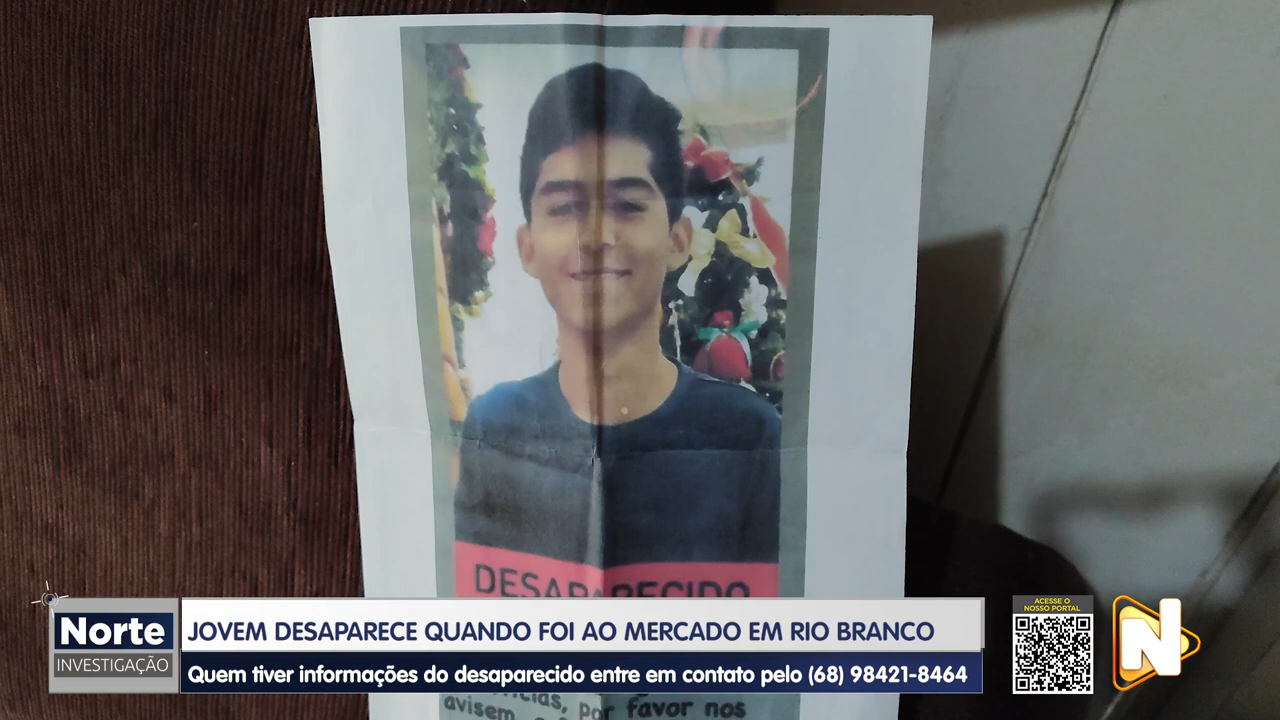 DESAPARECIDO
Norte
INVESTIGAÇÃO
JOVEM DESAPARECE QUANDO FOI AO MERCADO EM RIO BRANCO
Quem tiver informações do desaparecido entre em contato pelo (68) 98421-8464
ACESSE O
NOSSO PORTAL
N
por favor nos
avisem